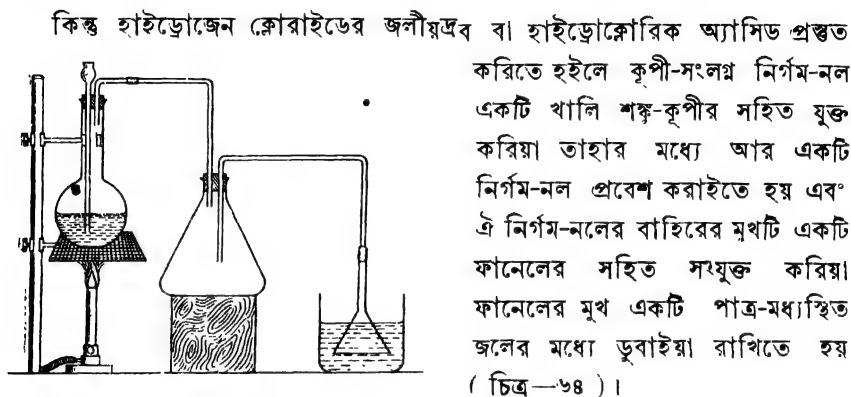 কিন্তু হাইড্রোজেন ক্লোরাইডের জলীয়দ্রব বা হাইড্রোক্লোরিক অ্যাসিড প্রস্তুত
করিতে হইলে কূপী-সংলগ্ন নির্গম-নল
একটি খালি শঙ্কু-কূপীর সহিত যুক্ত
করিয়া তাহার মধ্যে আর একটি
নির্গম-নল প্রবেশ করাইতে হয় এবং
ঐ নির্গম-নলের বাহিরের মুখটি একটি
ফানেলের সহিত সংযুক্ত করিয়া
ফানেলের মুখ একটি পাত্র-মধ্যস্থিত
জলের মধ্যে ডুবাইয়া রাখিতে হয়
( চিত্র—৬৪ )।